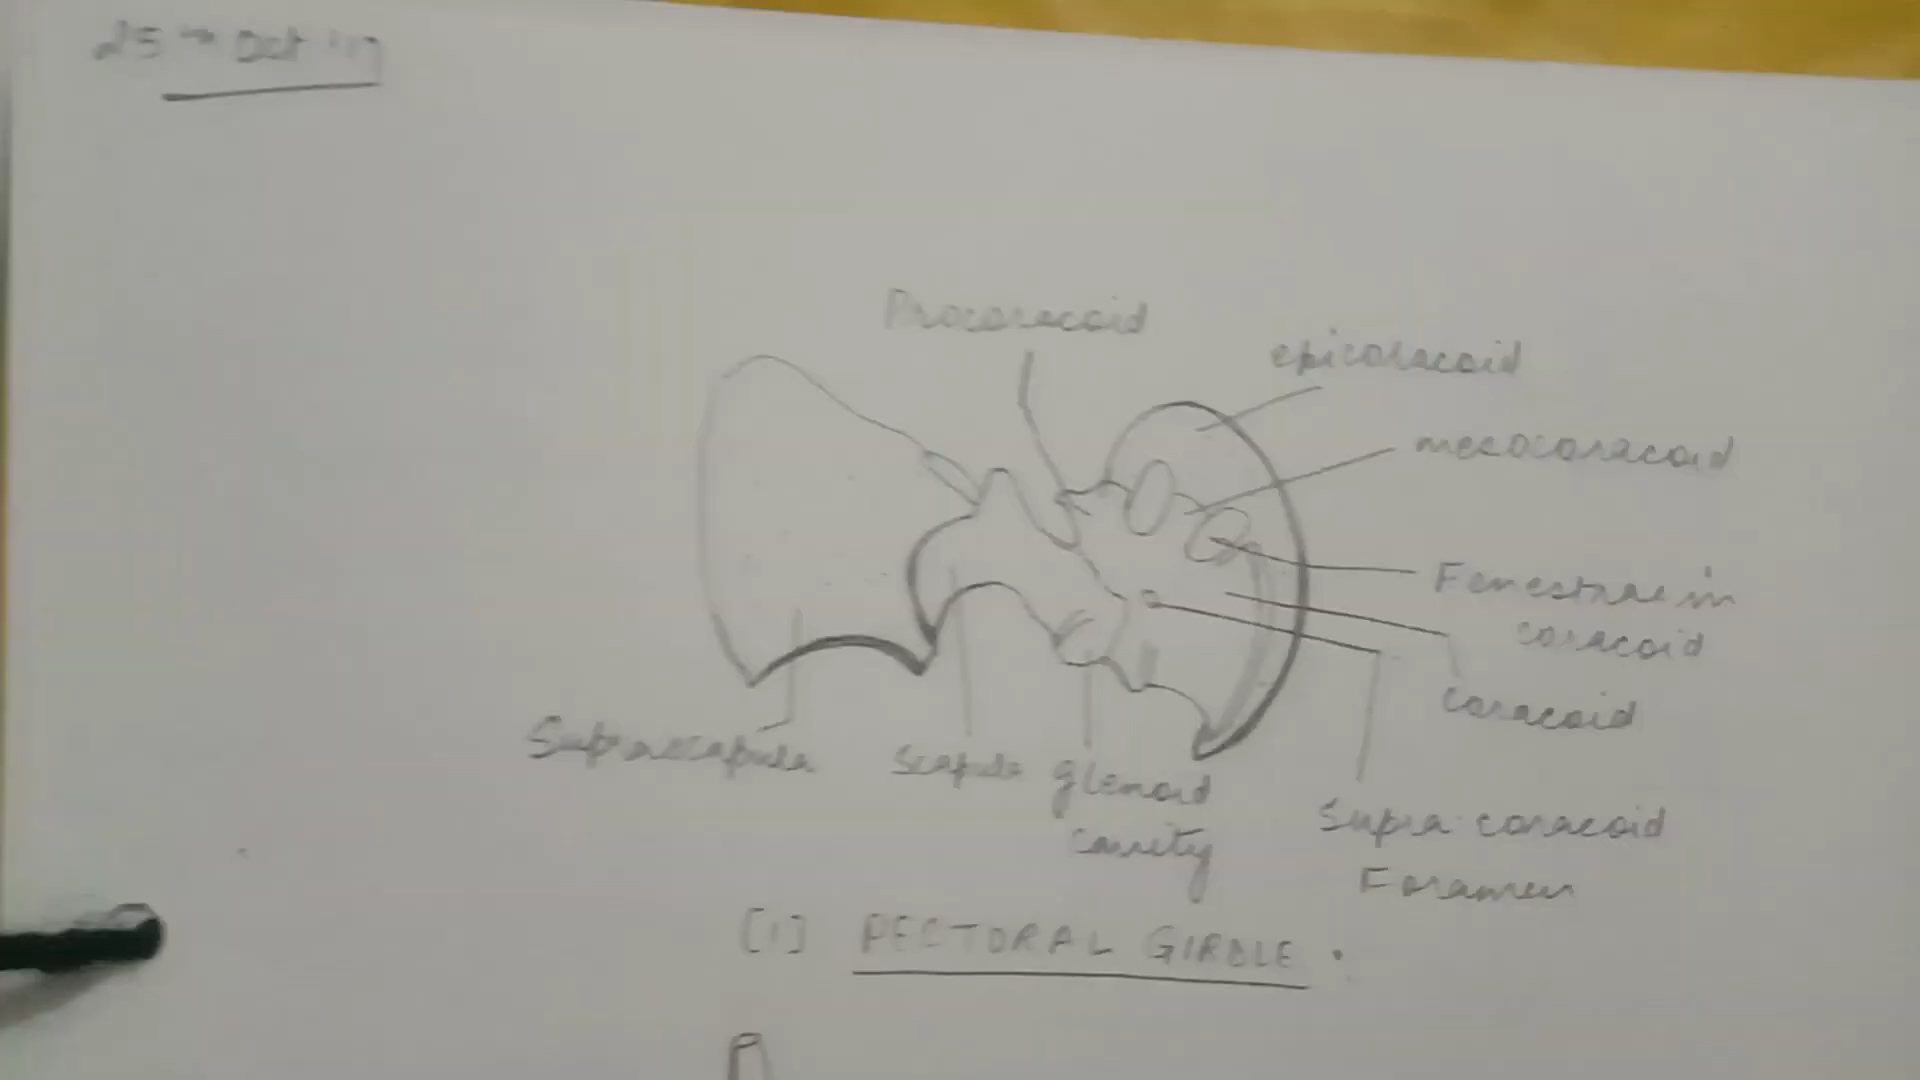 25th Oct '17
Procoracoid
epicoracoid
mesocoracoid
Fenestrae in
coracoid
coracoid
Suprascapula
Scapula
glenoid
cavity
Supra coracoid
Foramen
[1] PECTORAL GIRDLE.